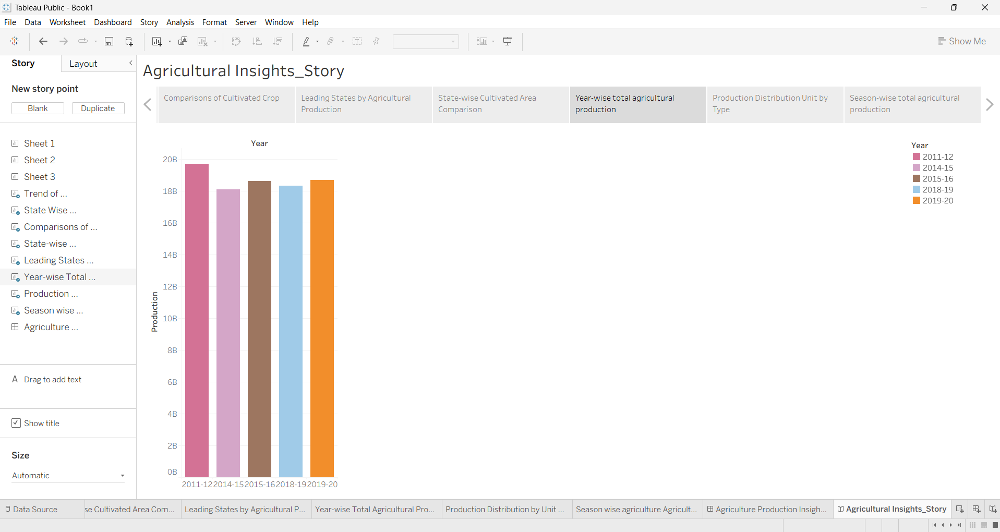 Tableau Public - Book1
File Data Worksheet Dashboard Story Analysis Format Server Window Help
Show Me
Story Layout
New story point
Blank Duplicate
Sheet 1
Sheet 2
Sheet 3
Trend of ...
State Wise ...
Comparisons of ...
State-wise ...
Leading States ...
Year-wise Total ...
Production ...
Season wise ...
Agriculture ...
A Drag to add text
Show title
Size
Automatic
Agricultural Insights_Story
Comparisons of Cultivated Crop
Leading States by Agricultural
Production
State-wise Cultivated Area
Comparison
Year-wise total agricultural
production
Production Distribution Unit by
Type
Season-wise total agricultural
production
Year
20B
18B
16B
14B
12B
10B
8B
6B
4B
2B
0B
Production
2011-12 2014-15 2015-16 2018-19 2019-20
Year
2011-12
2014-15
2015-16
2018-19
2019-20
Data Source se Cultivated Area Com... Leading States by Agricultural P... Year-wise Total Agricultural Pro... Production Distribution by Unit ... Season wise agriculture Agricult... Agriculture Production Insigh... Agricultural Insights_Story